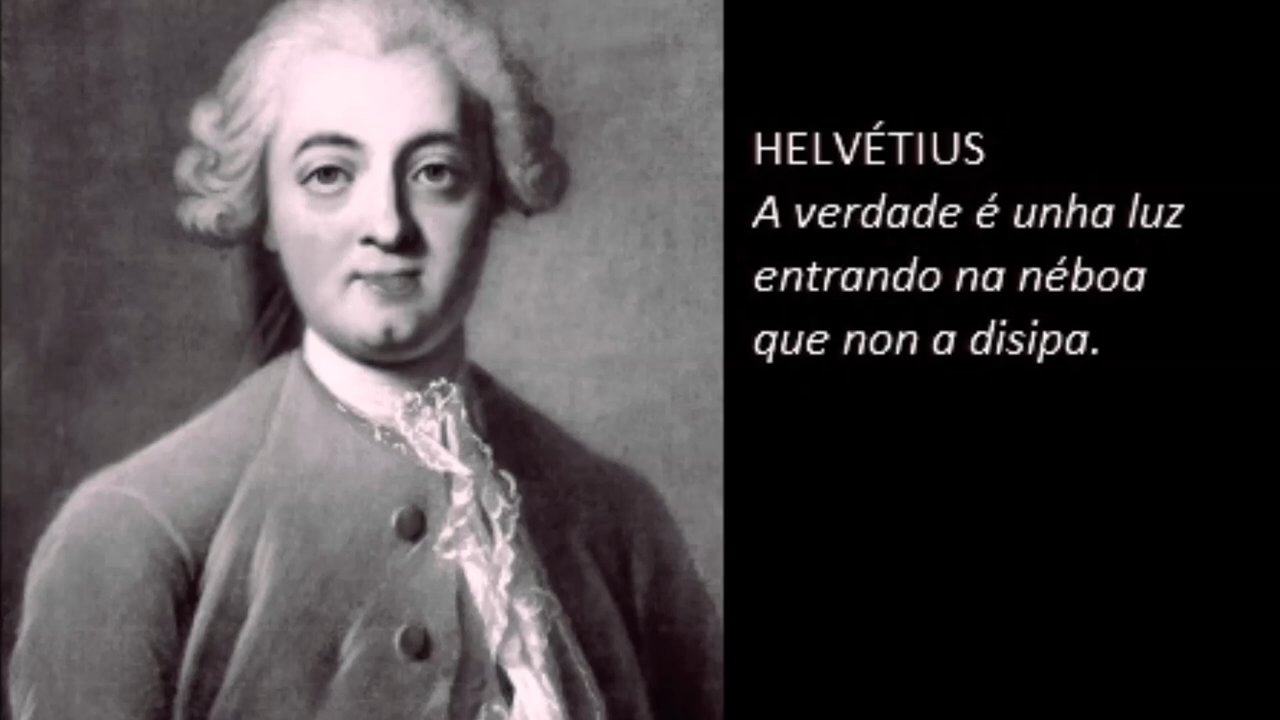 HELVÉTIUS
A verdade é unha luz
entrando na néboa
que non a disipa.